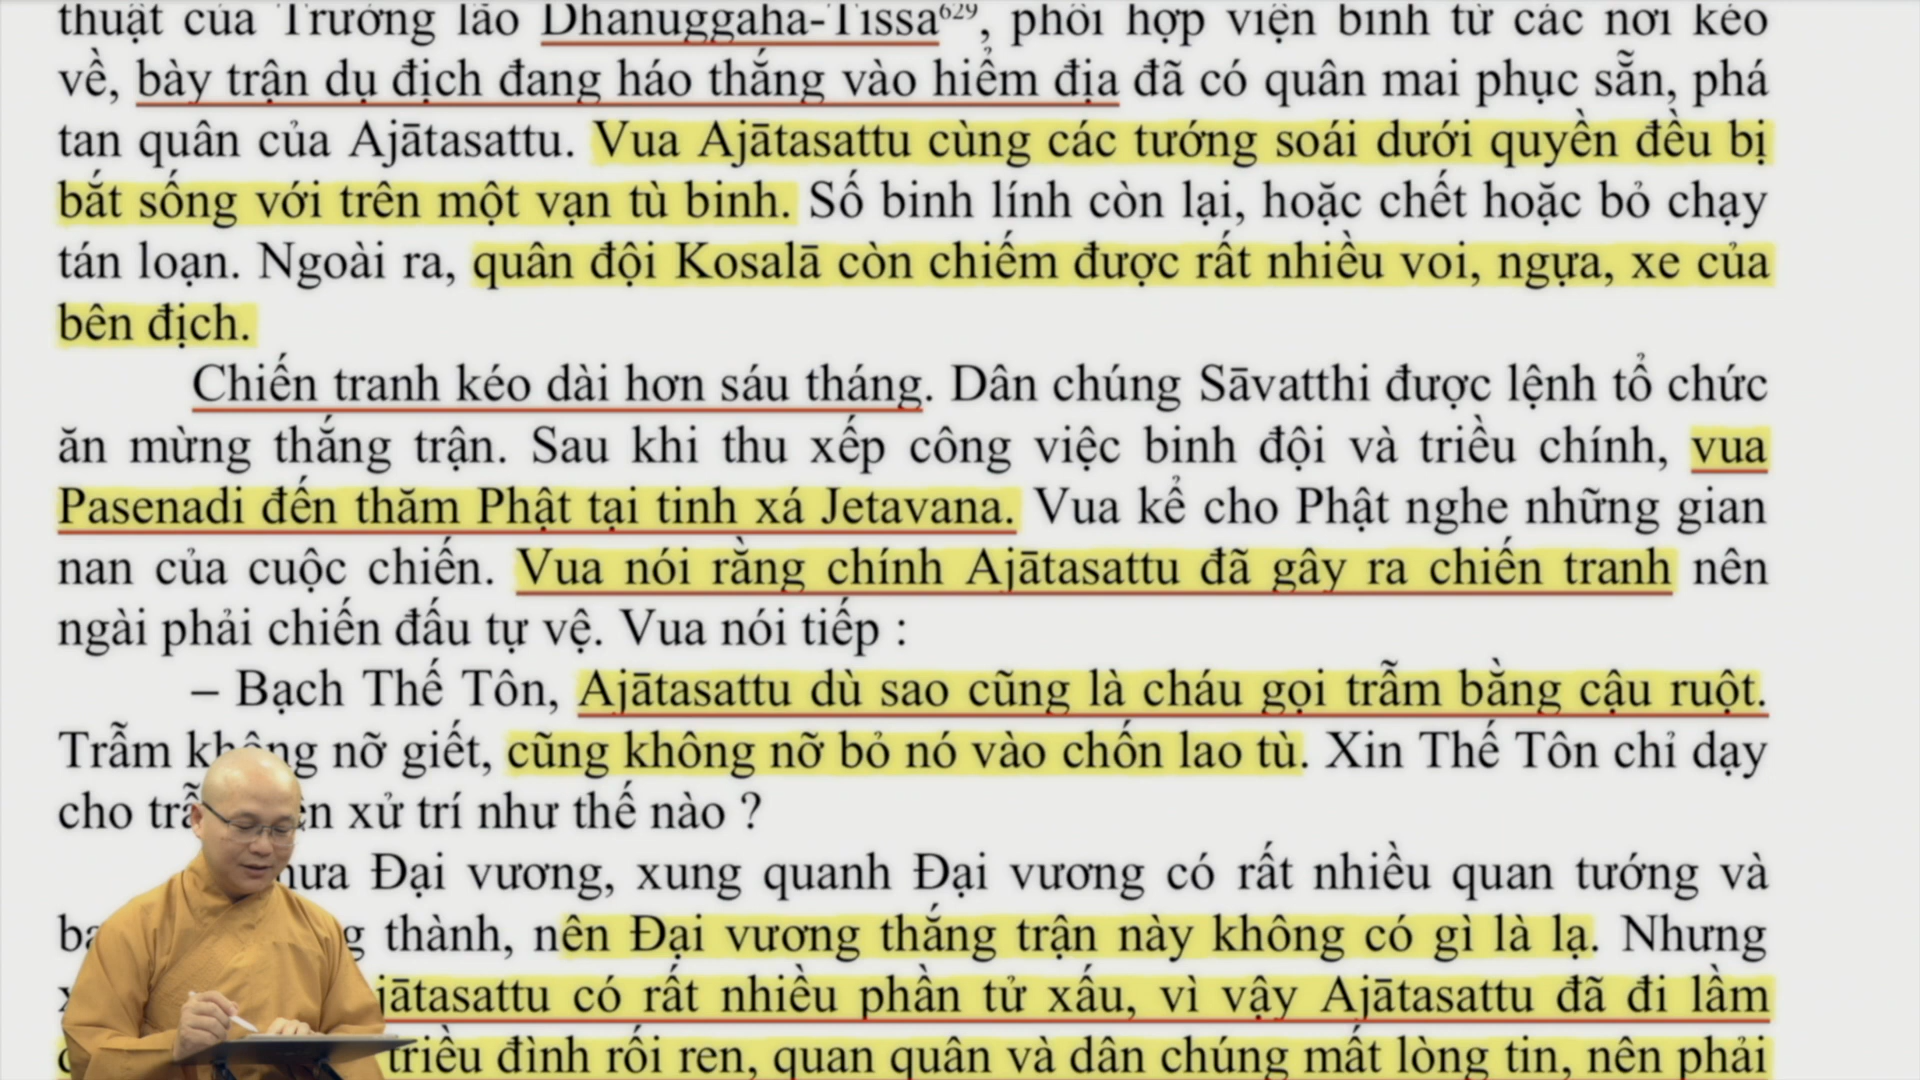 thuật của Trưởng lão Dhanuggaha-Tissa629, phối hợp viện binh từ các nơi kéo
về, bày trận dụ địch đang háo thắng vào hiểm địa đã có quân mai phục sẵn, phá
tan quân của Ajātasattu. Vua Ajātasattu cùng các tướng soái dưới quyền đều bị
bắt sống với trên một vạn tù binh. Số binh lính còn lại, hoặc chết hoặc bỏ chạy
tán loạn. Ngoài ra, quân đội Kosalā còn chiếm được rất nhiều voi, ngựa, xe của
bên địch.
Chiến tranh kéo dài hơn sáu tháng. Dân chúng Sāvatthi được lệnh tổ chức
ăn mừng thắng trận. Sau khi thu xếp công việc binh đội và triều chính, vua
Pasenadi đến thăm Phật tại tinh xá Jetavana. Vua kể cho Phật nghe những gian
nan của cuộc chiến. Vua nói rằng chính Ajātasattu đã gây ra chiến tranh nên
ngài phải chiến đấu tự vệ. Vua nói tiếp :
– Bạch Thế Tôn, Ajātasattu dù sao cũng là cháu gọi trẫm bằng cậu ruột.
Trẫm không nỡ giết, cũng không nỡ bỏ nó vào chốn lao tù. Xin Thế Tôn chỉ dạy
cho xử trí như thế nào ?
Đại vương, xung quanh Đại vương có rất nhiều quan tướng và
thành, nên Đại vương thắng trận này không có gì là lạ. Nhưng
jātasattu có rất nhiều phần tử xấu, vì vậy Ajātasattu đã đi lầm
triều đình rối ren, quan quân và dân chúng mất lòng tin, nên phải